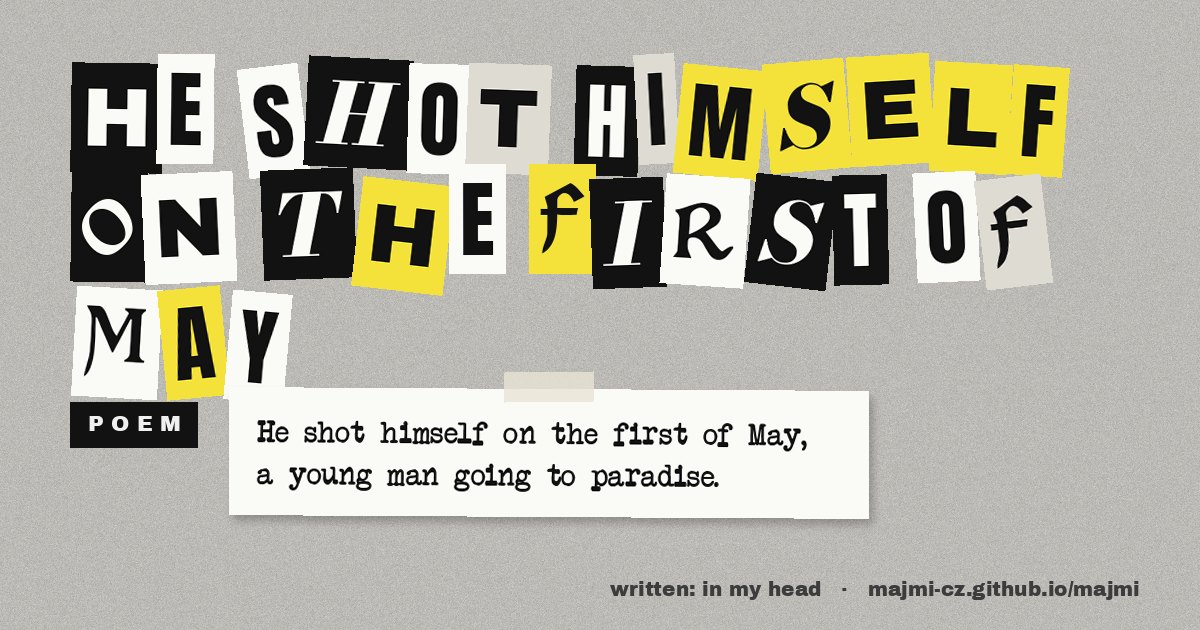 HE SHOT HIMSELF
ON THE fIRST Of
MAY
POEM
He shot himself on the first of May,
a young man going to paradise.
written: in my head · majmi-cz.github.io/majmi